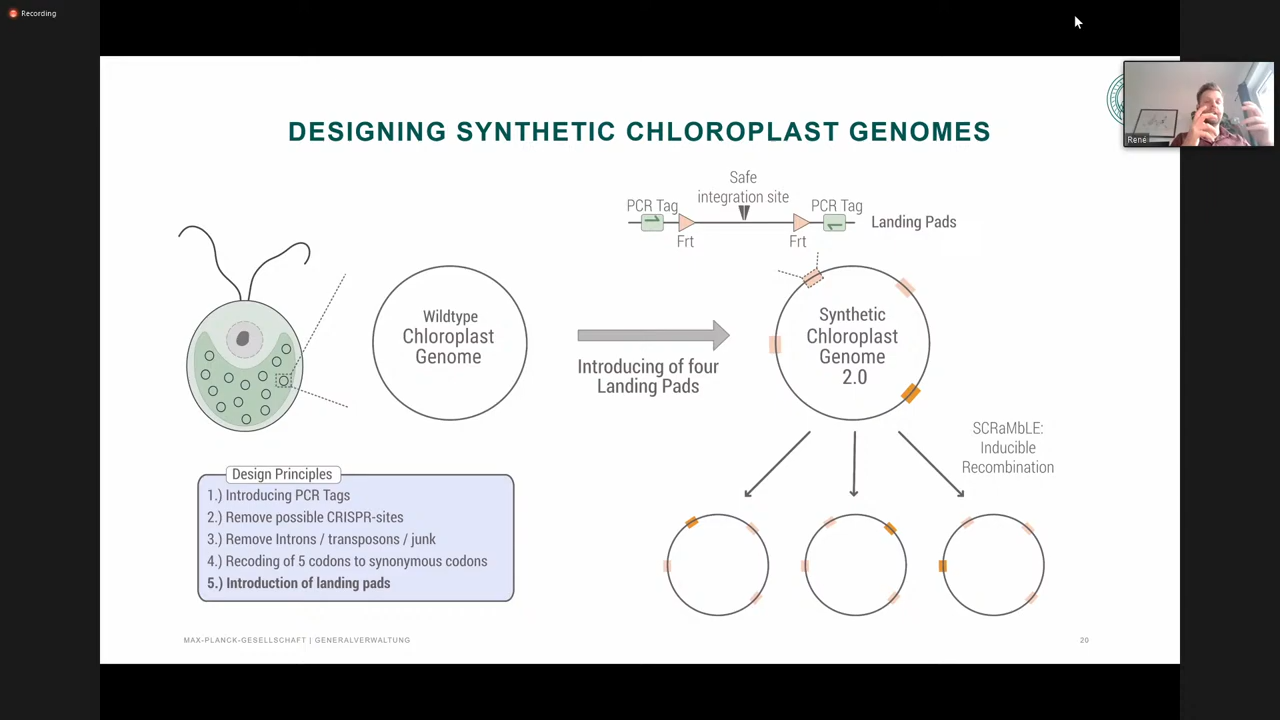 Recording
DESIGNING SYNTHETIC CHLOROPLAST GENOMES
René
Safe
integration site
PCR Tag
PCR Tag
Landing Pads
Frt
Frt
Wildtype
Chloroplast
Genome
Introducing of four
Landing Pads
Synthetic
Chloroplast
Genome
2.0
SCRaMbLE:
Inducible
Recombination
Design Principles
1.) Introducing PCR Tags
2.) Remove possible CRISPR-sites
3.) Remove Introns / transposons / junk
4.) Recoding of 5 codons to synonymous codons
5.) Introduction of landing pads
MAX-PLANCK-GESELLSCHAFT | GENERALVERWALTUNG
20